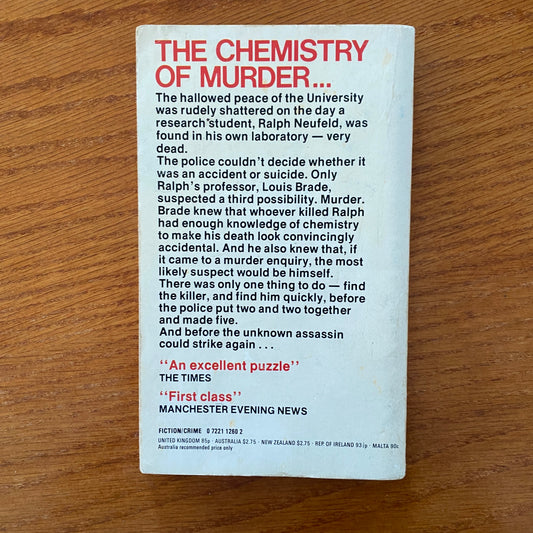 THE CHEMISTRY
OF MURDER...
The hallowed peace of the University
was rudely shattered on the day a
research student, Ralph Neufeld, was
found in his own laboratory — very
dead.
The police couldn't decide whether it
was an accident or suicide. Only
Ralph's professor, Louis Brade,
suspected a third possibility. Murder.
Brade knew that whoever killed Ralph
had enough knowledge of chemistry
to make his death look convincingly
accidental. And he also knew that, if
it came to a murder enquiry, the most
likely suspect would be himself.
There was only one thing to do — find
the killer, and find him quickly, before
the police put two and two together
and made five.
And before the unknown assassin
could strike again . . .
"An excellent puzzle"
THE TIMES
"First class"
MANCHESTER EVENING NEWS
FICTION/CRIME 0 7221 1260 2
UNITED KINGDOM 85p · AUSTRALIA $2.75 · NEW ZEALAND $2.75 · REP OF IRELAND 93½p · MALTA 90c
Australia recommended price only